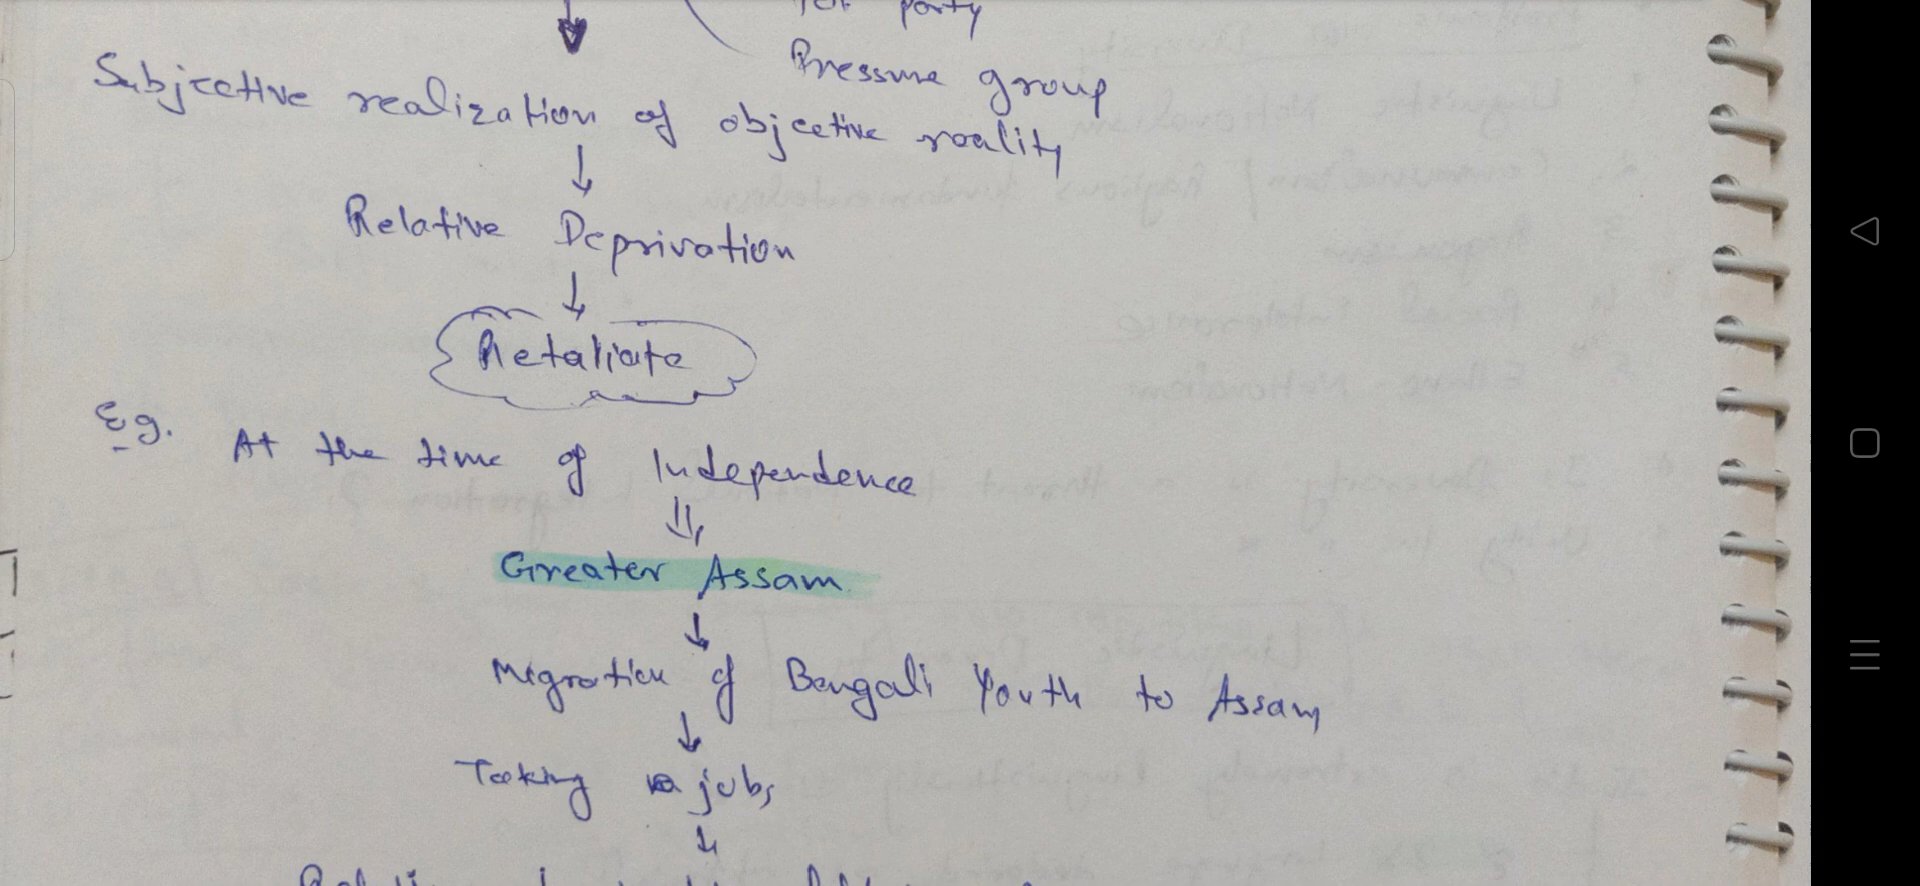 for party
Pressure group
Subjective realization of objective reality
↓
Relative Deprivation
↓
Retaliate
Eg. At the time of Independence
⇓
Greater Assam
↓
Migration of Bengali Youth to Assam
↓
Taking jobs
↓